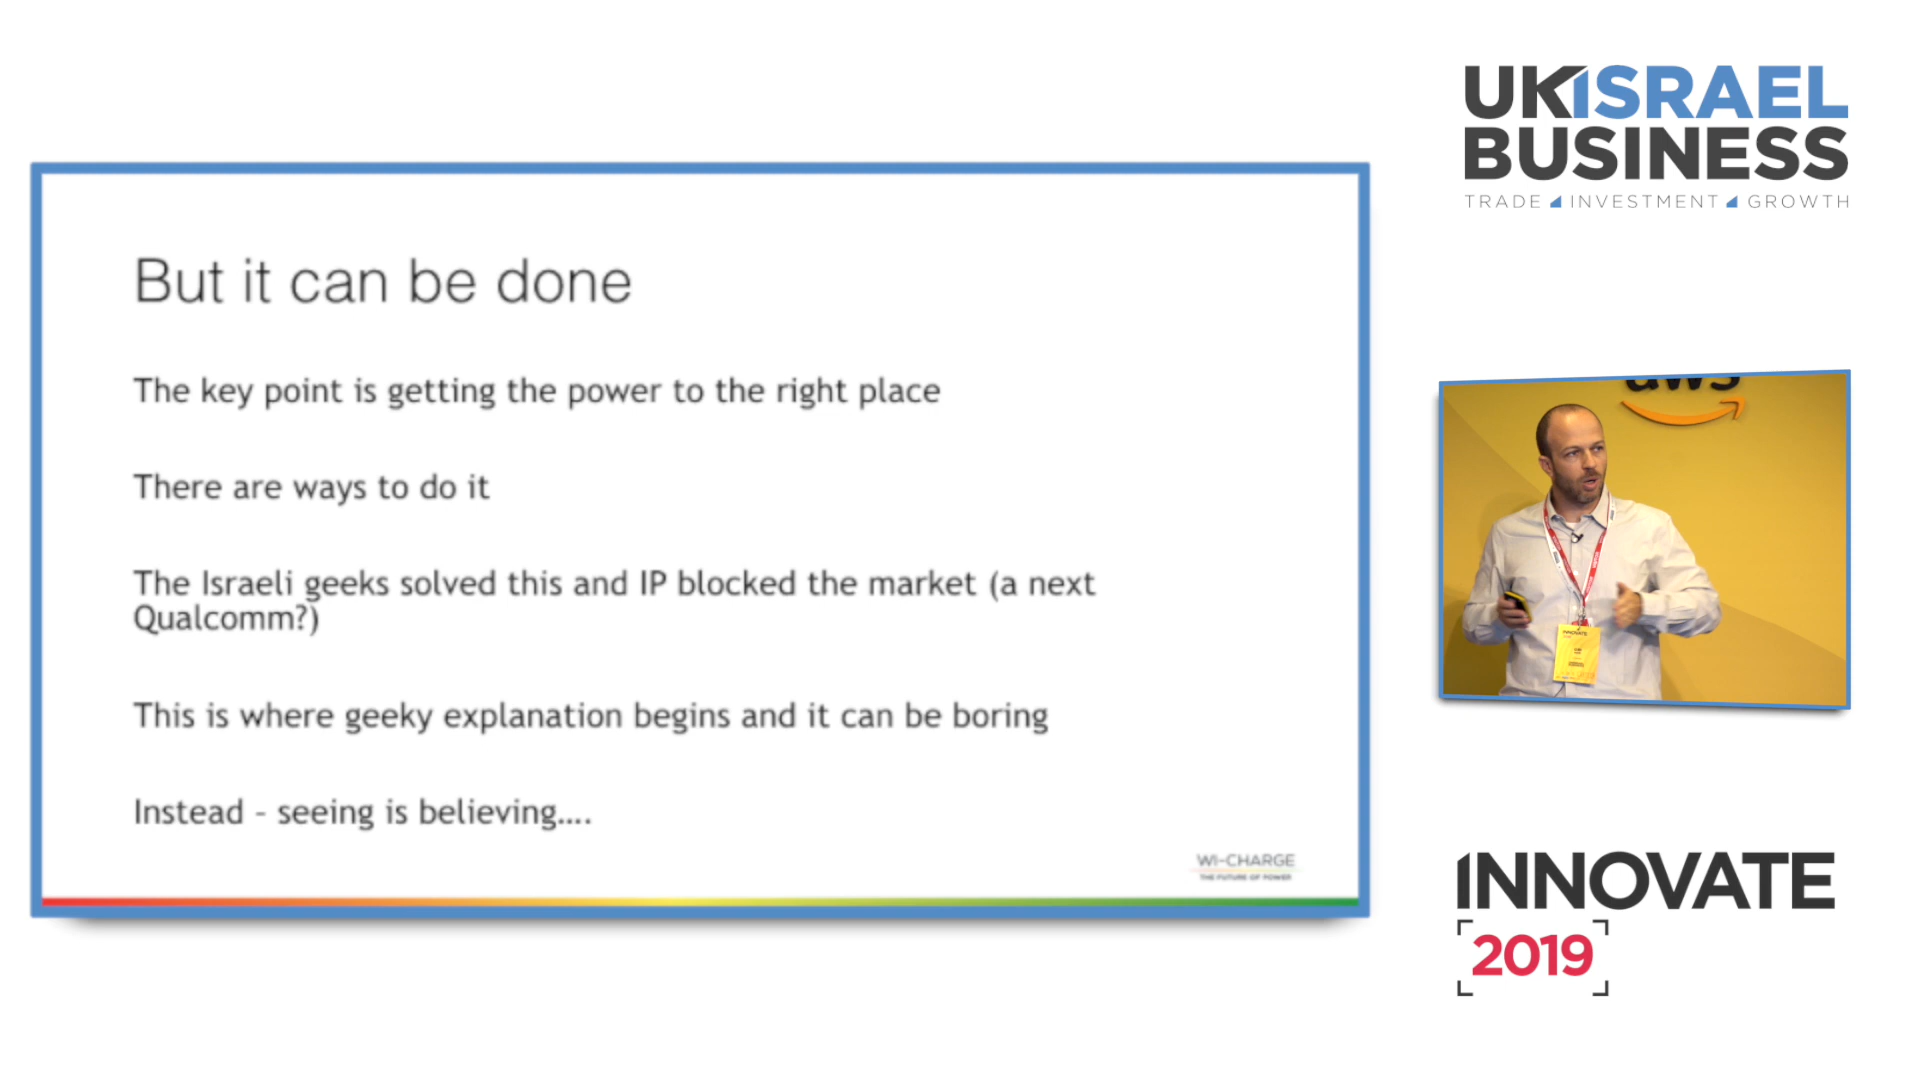 UKISRAEL
BUSINESS
TRADE INVESTMENT GROWTH
But it can be done
The key point is getting the power to the right place
There are ways to do it
The Israeli geeks solved this and IP blocked the market (a next
Qualcomm?)
This is where geeky explanation begins and it can be boring
Instead – seeing is believing....
WI-CHARGE
THE FUTURE OF POWER
aws
INNOVATE
INNOVATE
[2019]